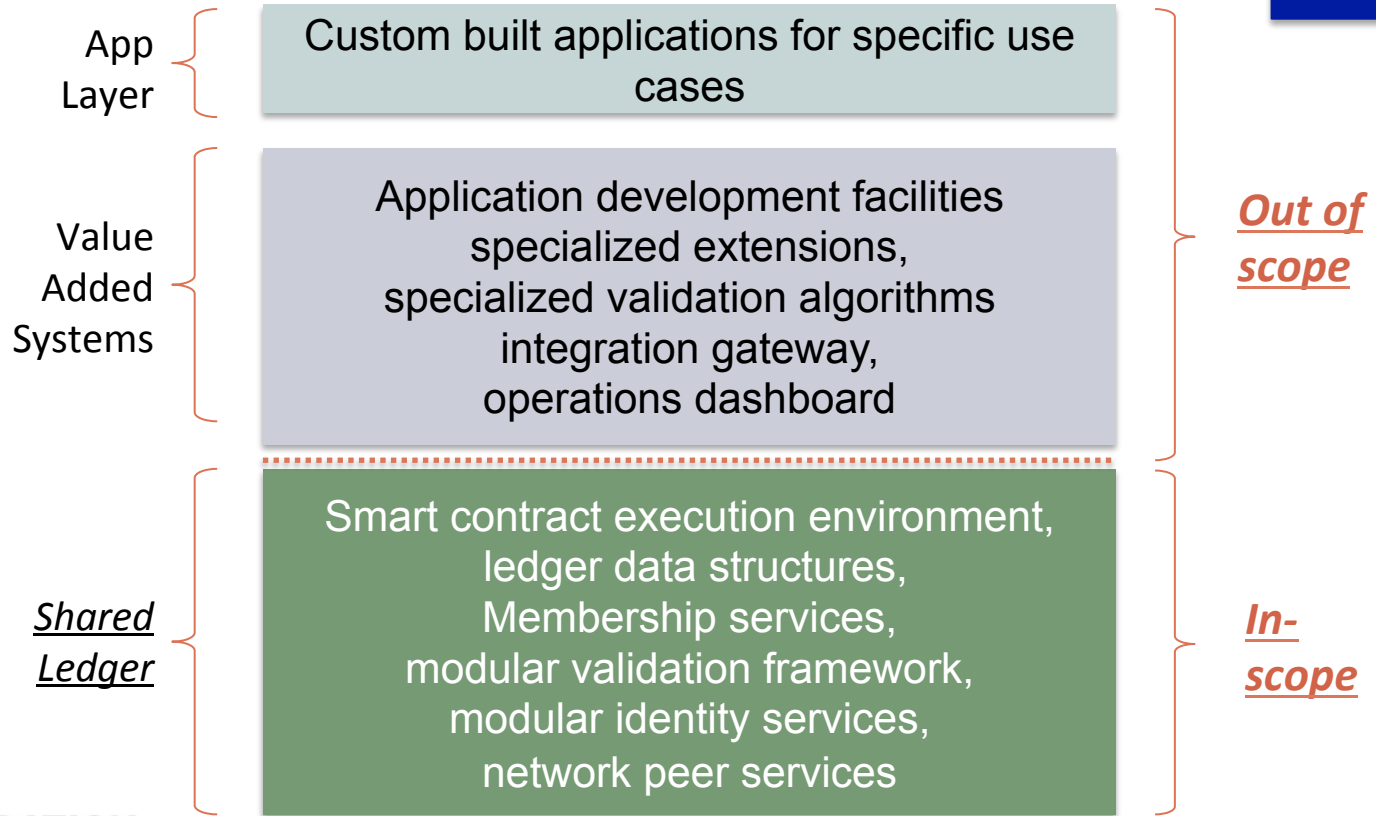 App
Layer
Custom built applications for specific use
cases
Value
Added
Systems
Application development facilities
specialized extensions,
specialized validation algorithms
integration gateway,
operations dashboard
Out of
scope
Shared
Ledger
Smart contract execution environment,
ledger data structures,
Membership services,
modular validation framework,
modular identity services,
network peer services
In-
scope